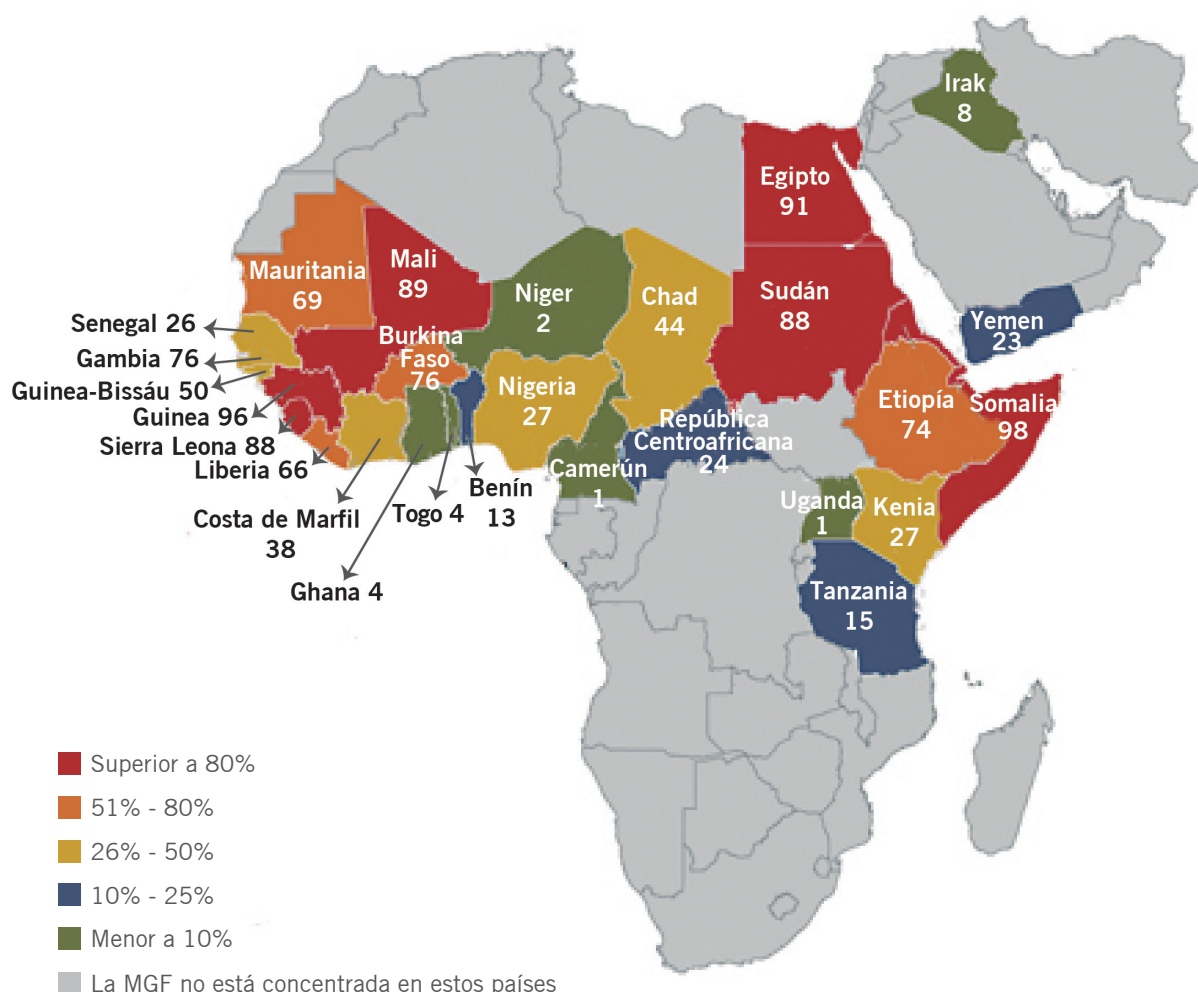 Irak
8
Egipto
91
Mauritania
69
Mali
89
Niger
2
Chad
44
Sudán
88
Yemen
23
Senegal 26
Gambia 76
Guinea-Bissáu 50
Guinea 96
Sierra Leona 88
Liberia 66
Burkina
Faso
76
Nigeria
27
Etiopía
74
Somalia
98
República
Centroafricana
24
Camerún
1
Benín
13
Togo 4
Costa de Marfil
38
Ghana 4
Uganda
1
Kenia
27
Tanzania
15
Superior a 80%
51% - 80%
26% - 50%
10% - 25%
Menor a 10%
La MGF no está concentrada en estos países